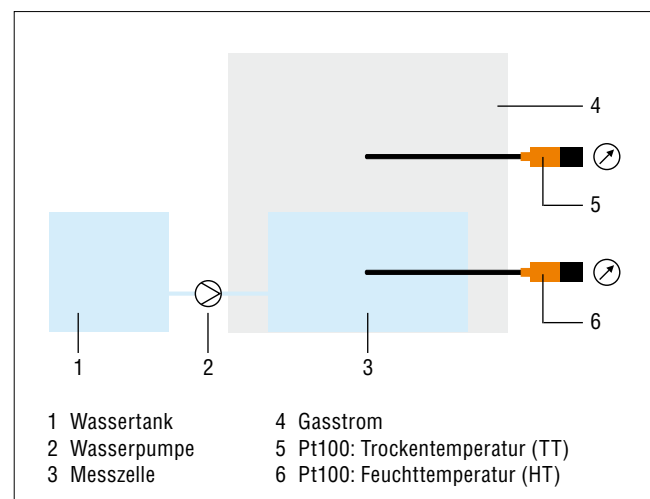 4
5
6
1
2
3
1 Wassertank
2 Wasserpumpe
3 Messzelle
4 Gasstrom
5 Pt100: Trockentemperatur (TT)
6 Pt100: Feuchttemperatur (HT)